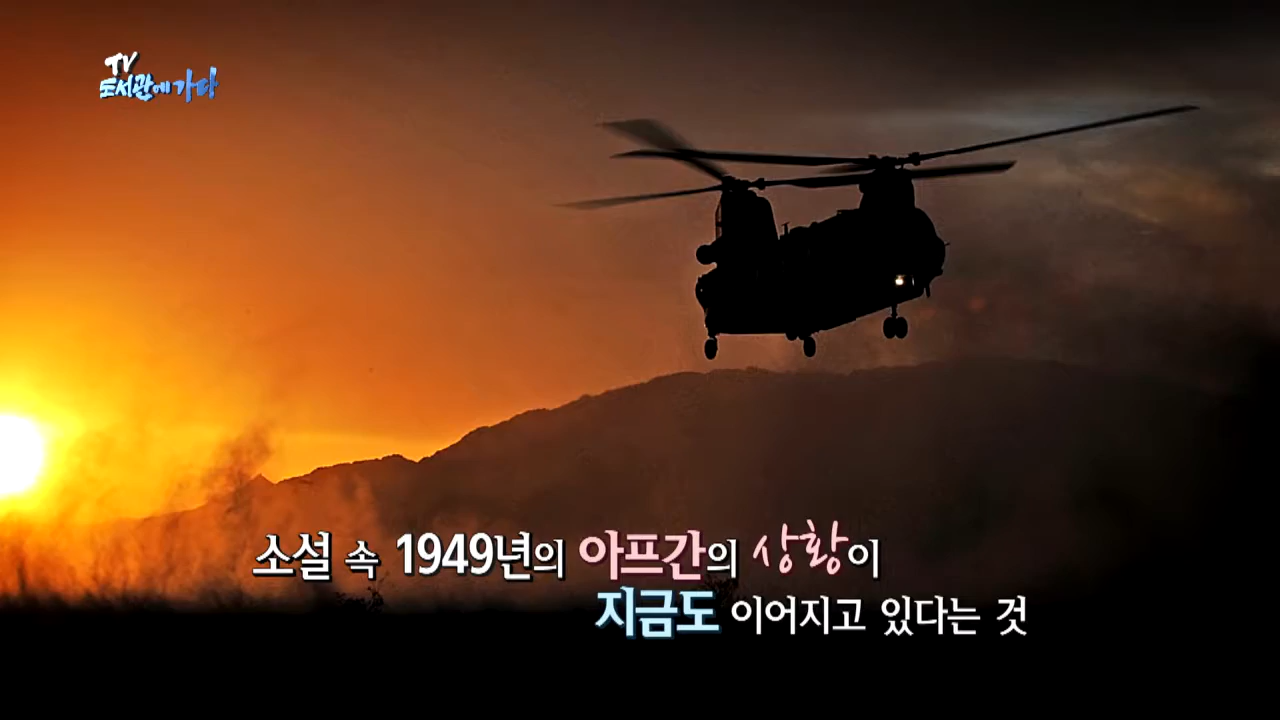 TV
도서관에 가다
소설 속 1949년의 아프간의 상황이
지금도 이어지고 있다는 것